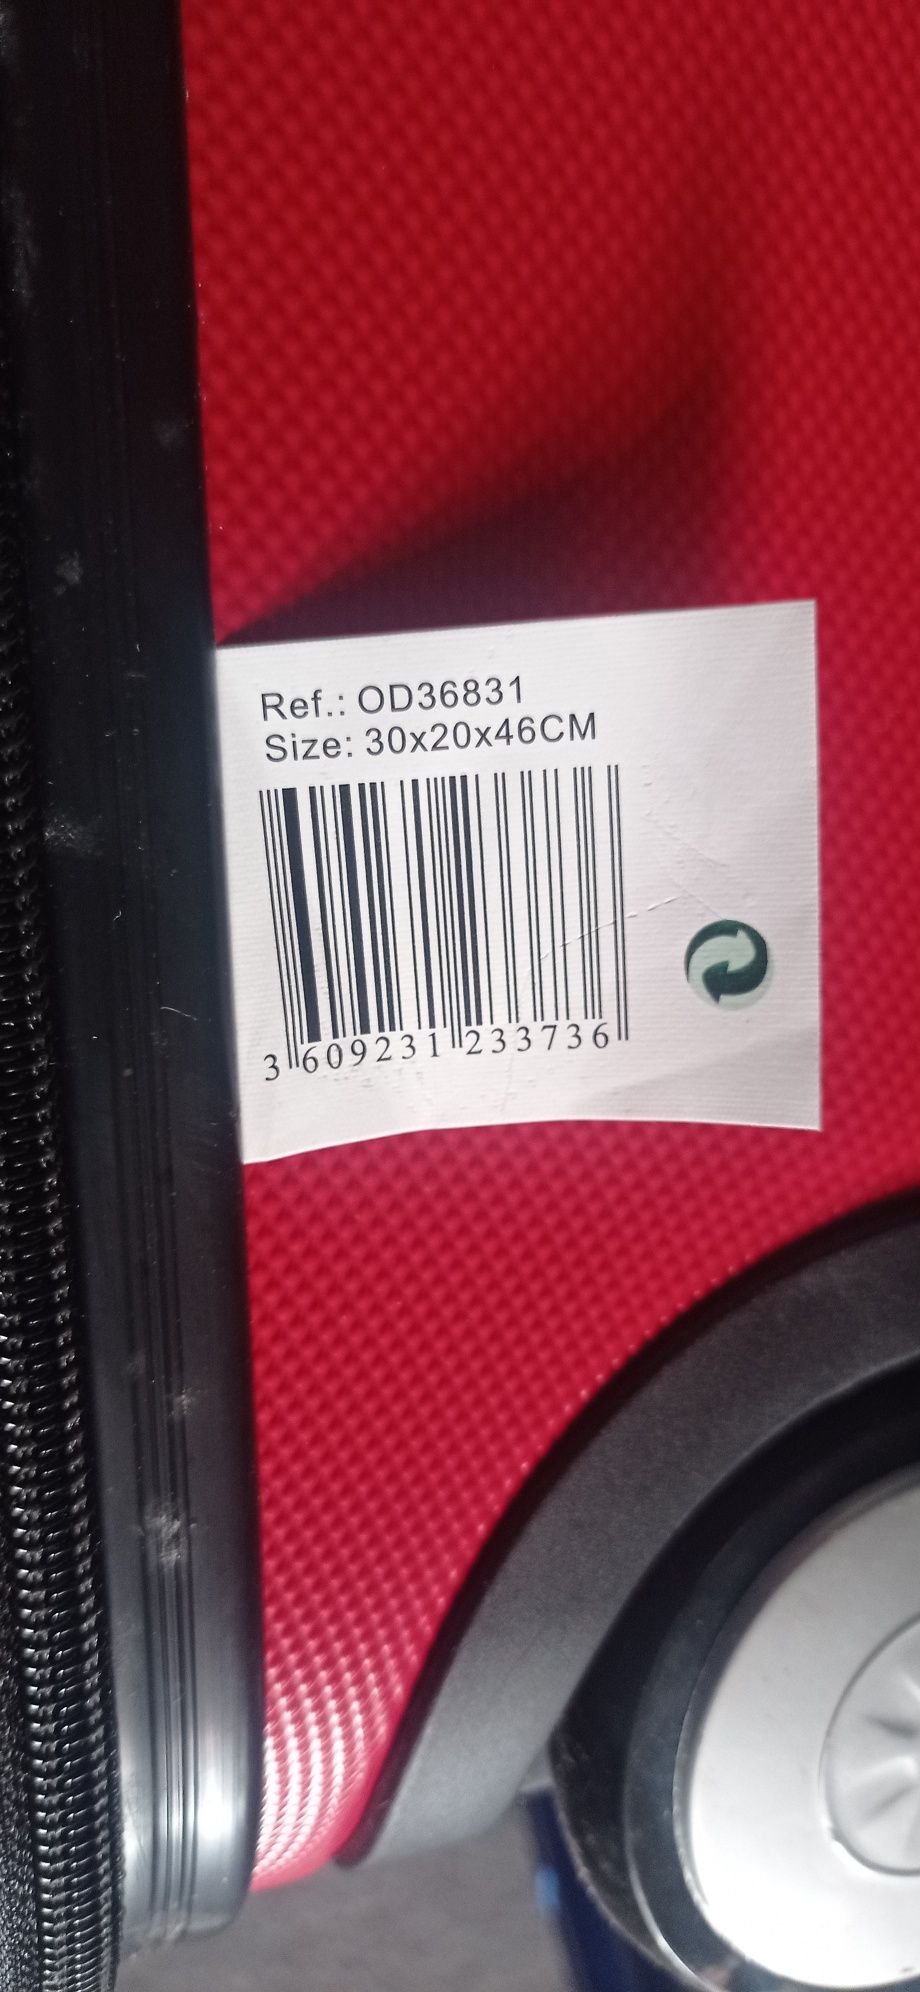 Ref.: OD36831
Size: 30x20x46CM
3 609231 233736